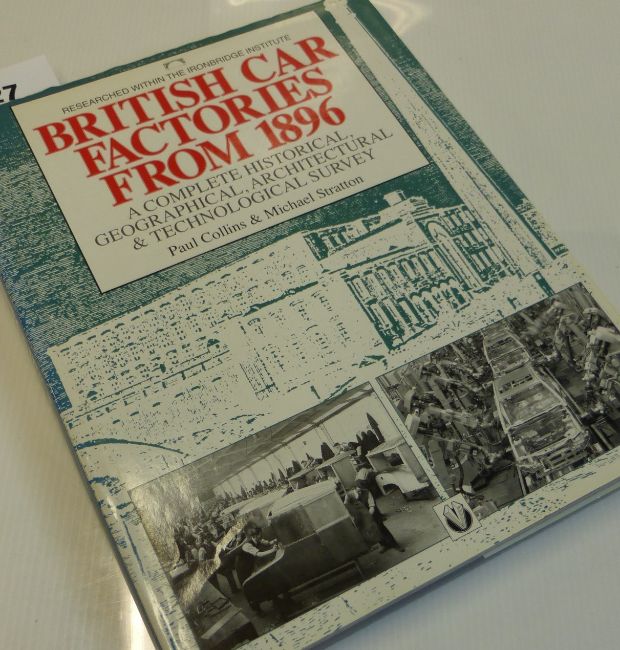 27
RESEARCHED WITHIN THE IRONBRIDGE INSTITUTE
BRITISH CAR
FACTORIES
FROM 1896
A COMPLETE HISTORICAL,
GEOGRAPHICAL, ARCHITECTURAL
& TECHNOLOGICAL SURVEY
Paul Collins & Michael Stratton
V